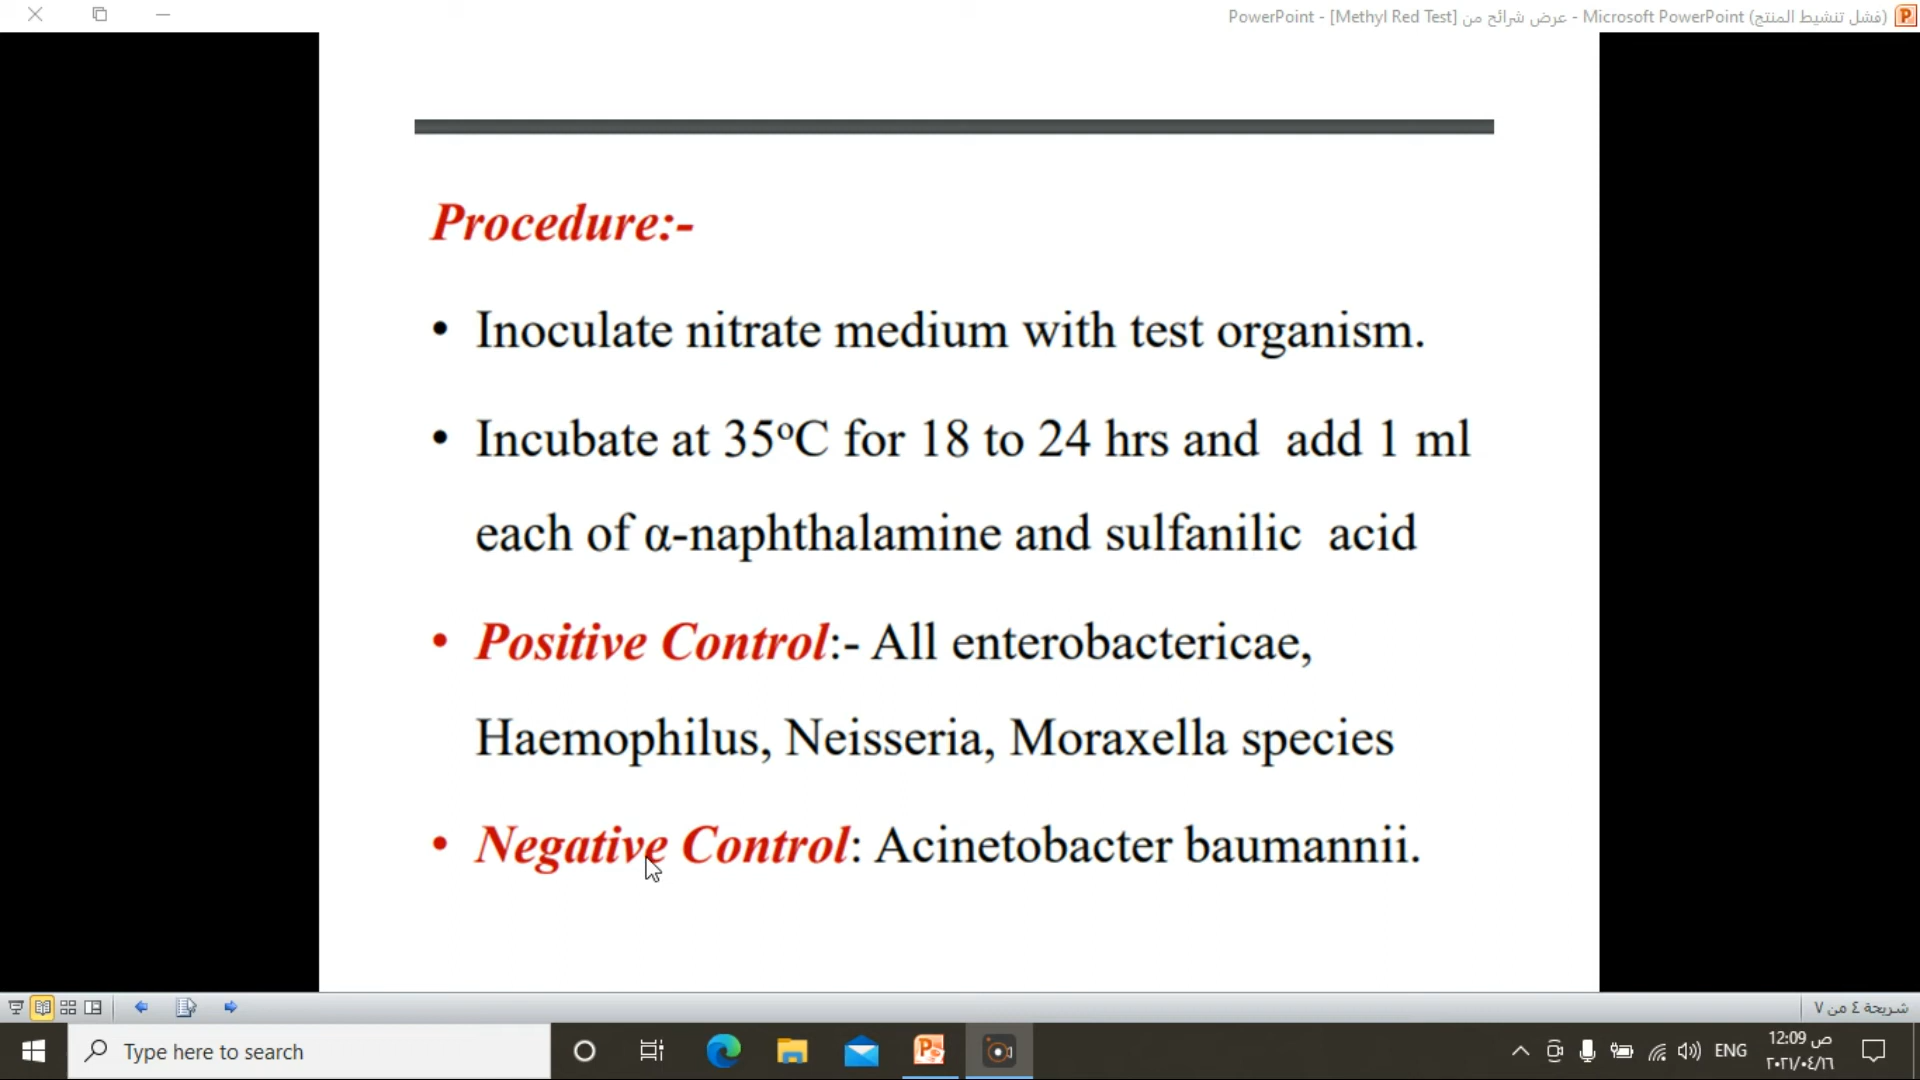 PowerPoint - [Methyl Red Test] عرض شرائح من - Microsoft PowerPoint (فشل تنشيط المنتج)
Procedure:-
• Inoculate nitrate medium with test organism.
• Incubate at 35°C for 18 to 24 hrs and add 1 ml
each of α-naphthalamine and sulfanilic acid
• Positive Control:- All enterobactericae,
Haemophilus, Neisseria, Moraxella species
• Negative Control: Acinetobacter baumannii.
شريحة ٤ من ٧
Type here to search
ENG
12:09 ص
٢٠٢١/٠٤/١٦